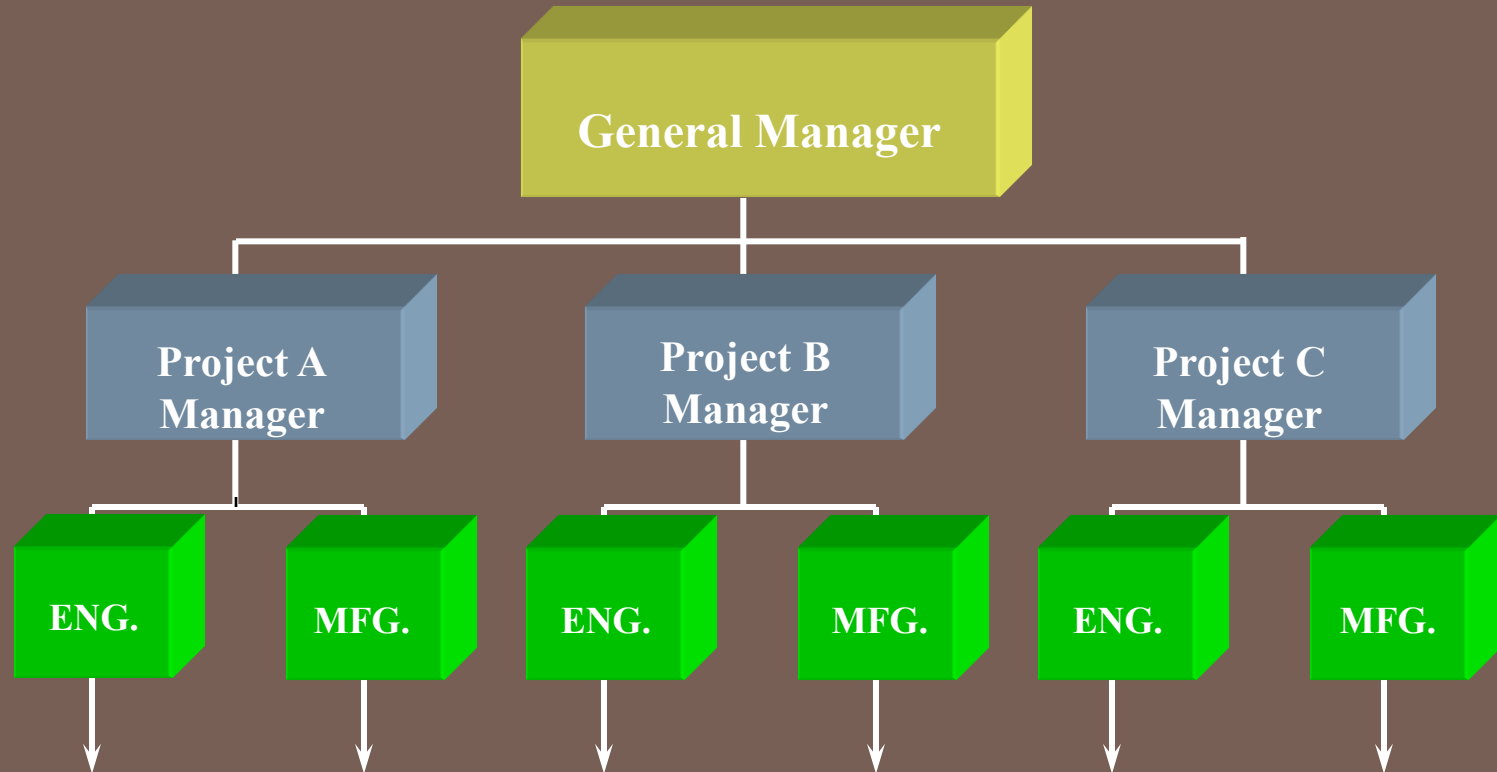 General Manager
Project A
Manager
Project B
Manager
Project C
Manager
ENG.
MFG.
ENG.
MFG.
ENG.
MFG.